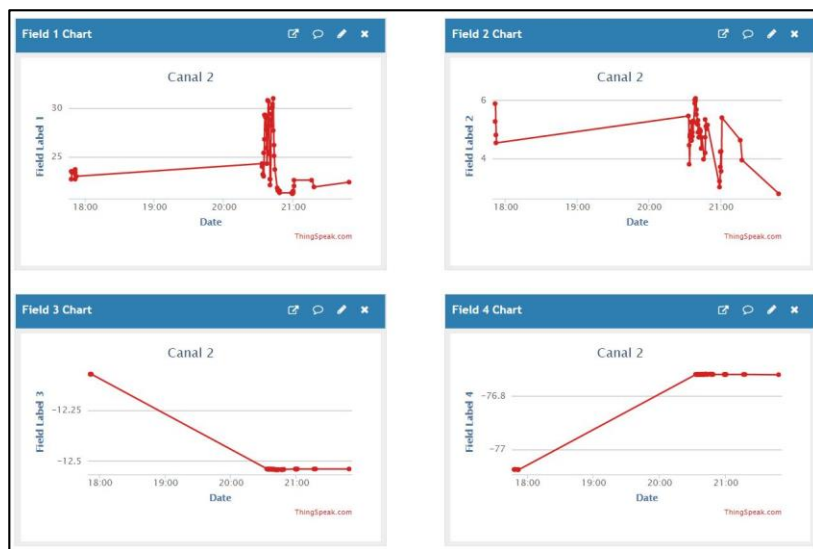 Field 1 Chart
Canal 2
Field Label 1
30
25
18:00 19:00 20:00 21:00
Date
ThingSpeak.com
Field 2 Chart
Canal 2
Field Label 2
6
4
18:00 19:00 20:00 21:00
Date
ThingSpeak.com
Field 3 Chart
Canal 2
Field Label 3
-12.25
-12.5
18:00 19:00 20:00 21:00
Date
ThingSpeak.com
Field 4 Chart
Canal 2
Field Label 4
-76.8
-77
18:00 19:00 20:00 21:00
Date
ThingSpeak.com